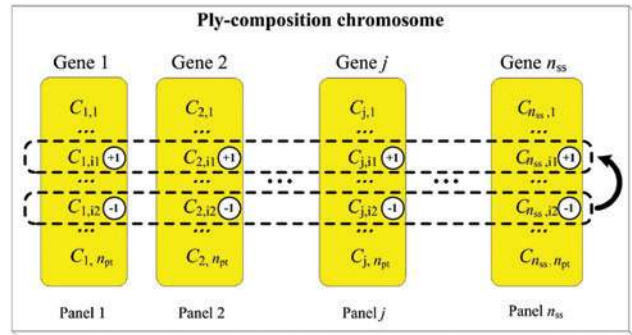 Ply-composition chromosome
Gene 1 Gene 2 Gene j Gene nss
C1,1 C2,1 Cj,1 Cnss,1
... ... ... ...
C1,i1 +1 C2,i1 +1 Cj,i1 +1 Cnss,i1 +1
... ... ... ... ... ...
C1,i2 -1 C2,i2 -1 Cj,i2 -1 Cnss,i2 -1
... ... ... ...
C1, npt C2, npt Cj, npt Cnss, npt
Panel 1 Panel 2 Panel j Panel nss